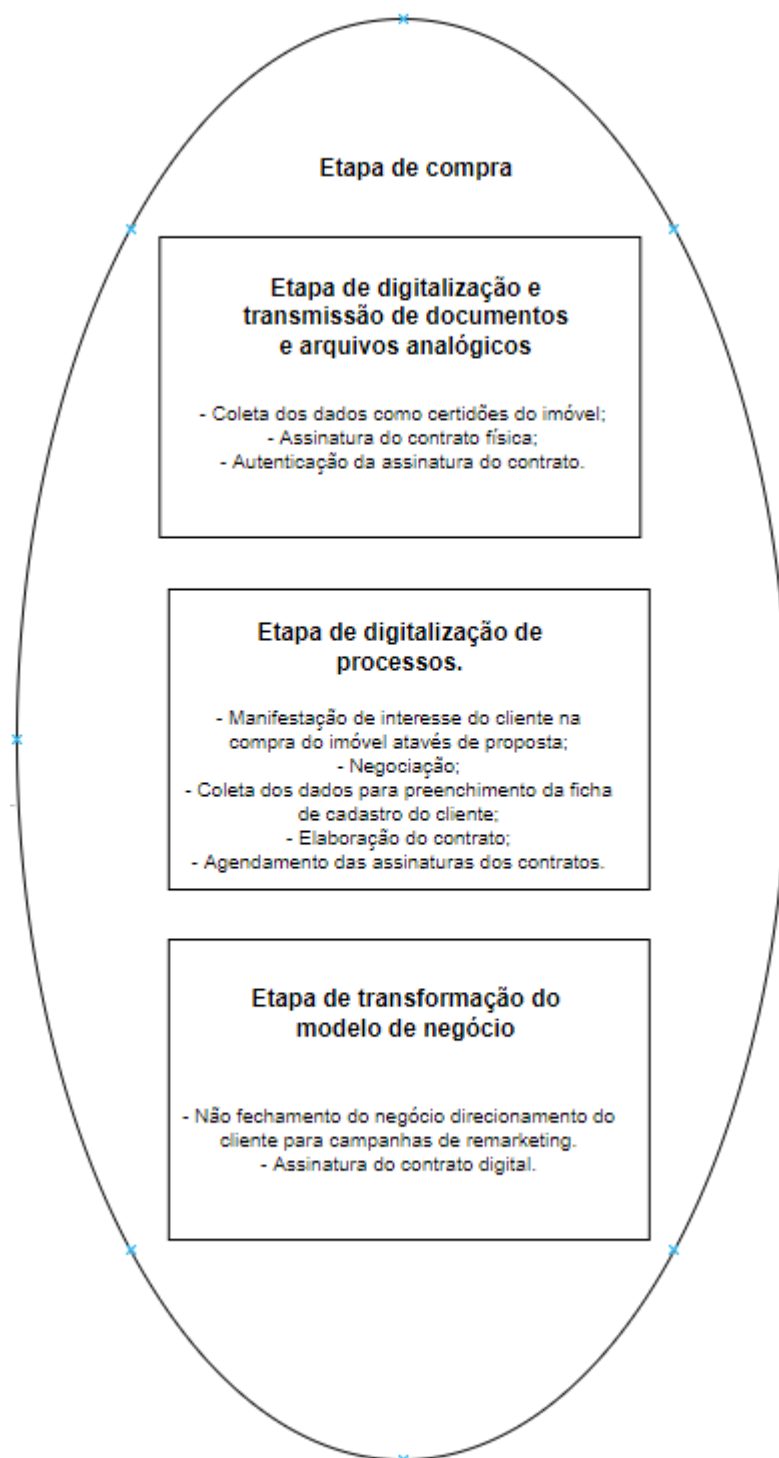 Etapa de compra
Etapa de digitalização e
transmissão de documentos
e arquivos analógicos
- Coleta dos dados como certidões do imóvel;
- Assinatura do contrato física;
- Autenticação da assinatura do contrato.
Etapa de digitalização de
processos.
- Manifestação de interesse do cliente na
compra do imóvel atavés de proposta;
- Negociação;
- Coleta dos dados para preenchimento da ficha
de cadastro do cliente;
- Elaboração do contrato;
- Agendamento das assinaturas dos contratos.
Etapa de transformação do
modelo de negócio
- Não fechamento do negócio direcionamento do
cliente para campanhas de remarketing.
- Assinatura do contrato digital.